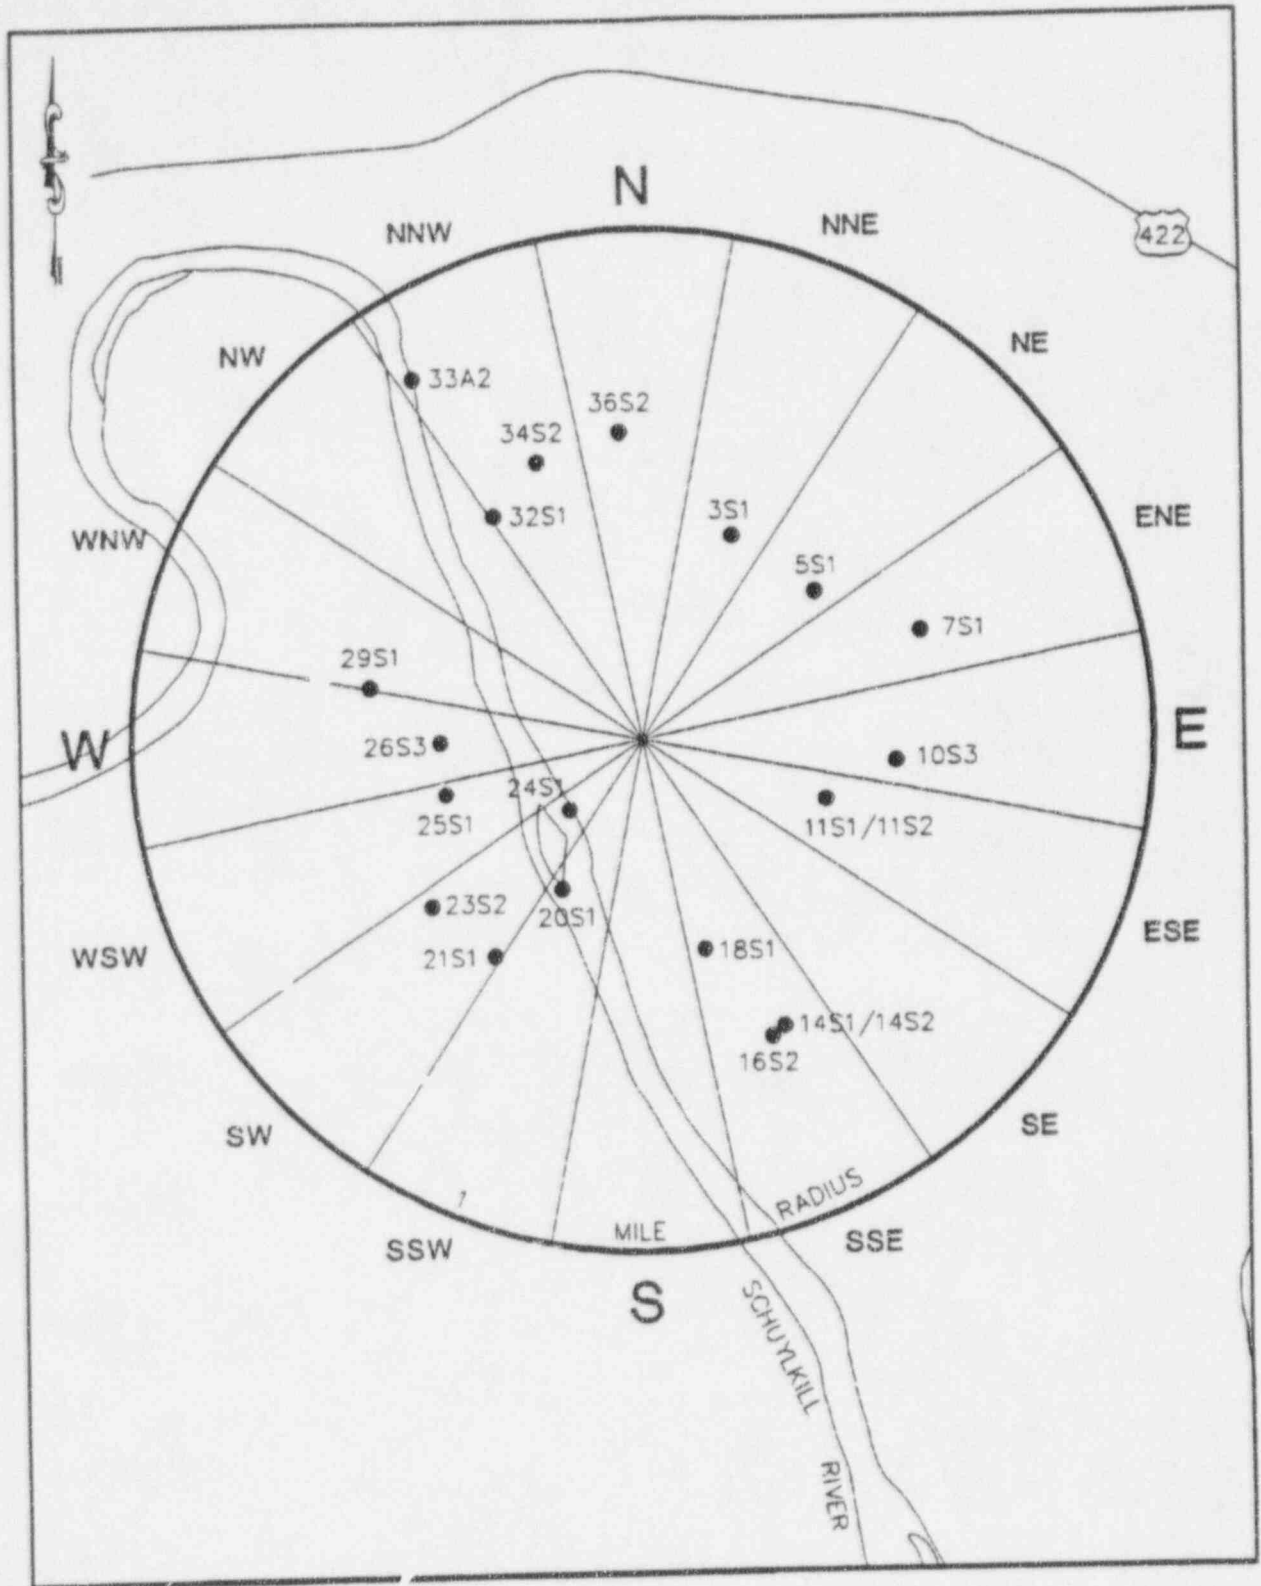 N
NNW
NNE
422
NW
NE
33A2
36S2
34S2
32S1
3S1
ENE
WNW
5S1
7S1
29S1
W
26S3
E
10S3
24S1
25S1
11S1/11S2
23S2
20S1
ESE
WSW
21S1
18S1
14S1/14S2
16S2
SW
SE
1
MILE
RADIUS
SSW
SSE
S
SCHUYLKILL
RIVER